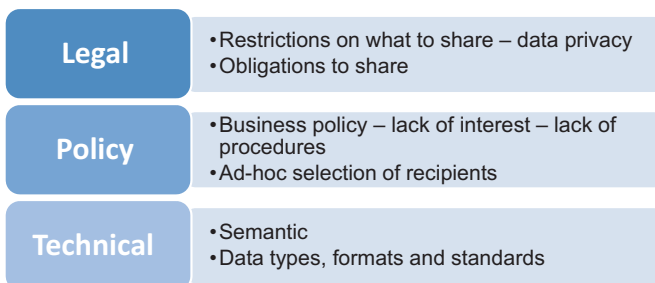 Legal
•Restrictions on what to share – data privacy
•Obligations to share
Policy
•Business policy – lack of interest – lack of
procedures
•Ad-hoc selection of recipients
Technical
•Semantic
•Data types, formats and standards